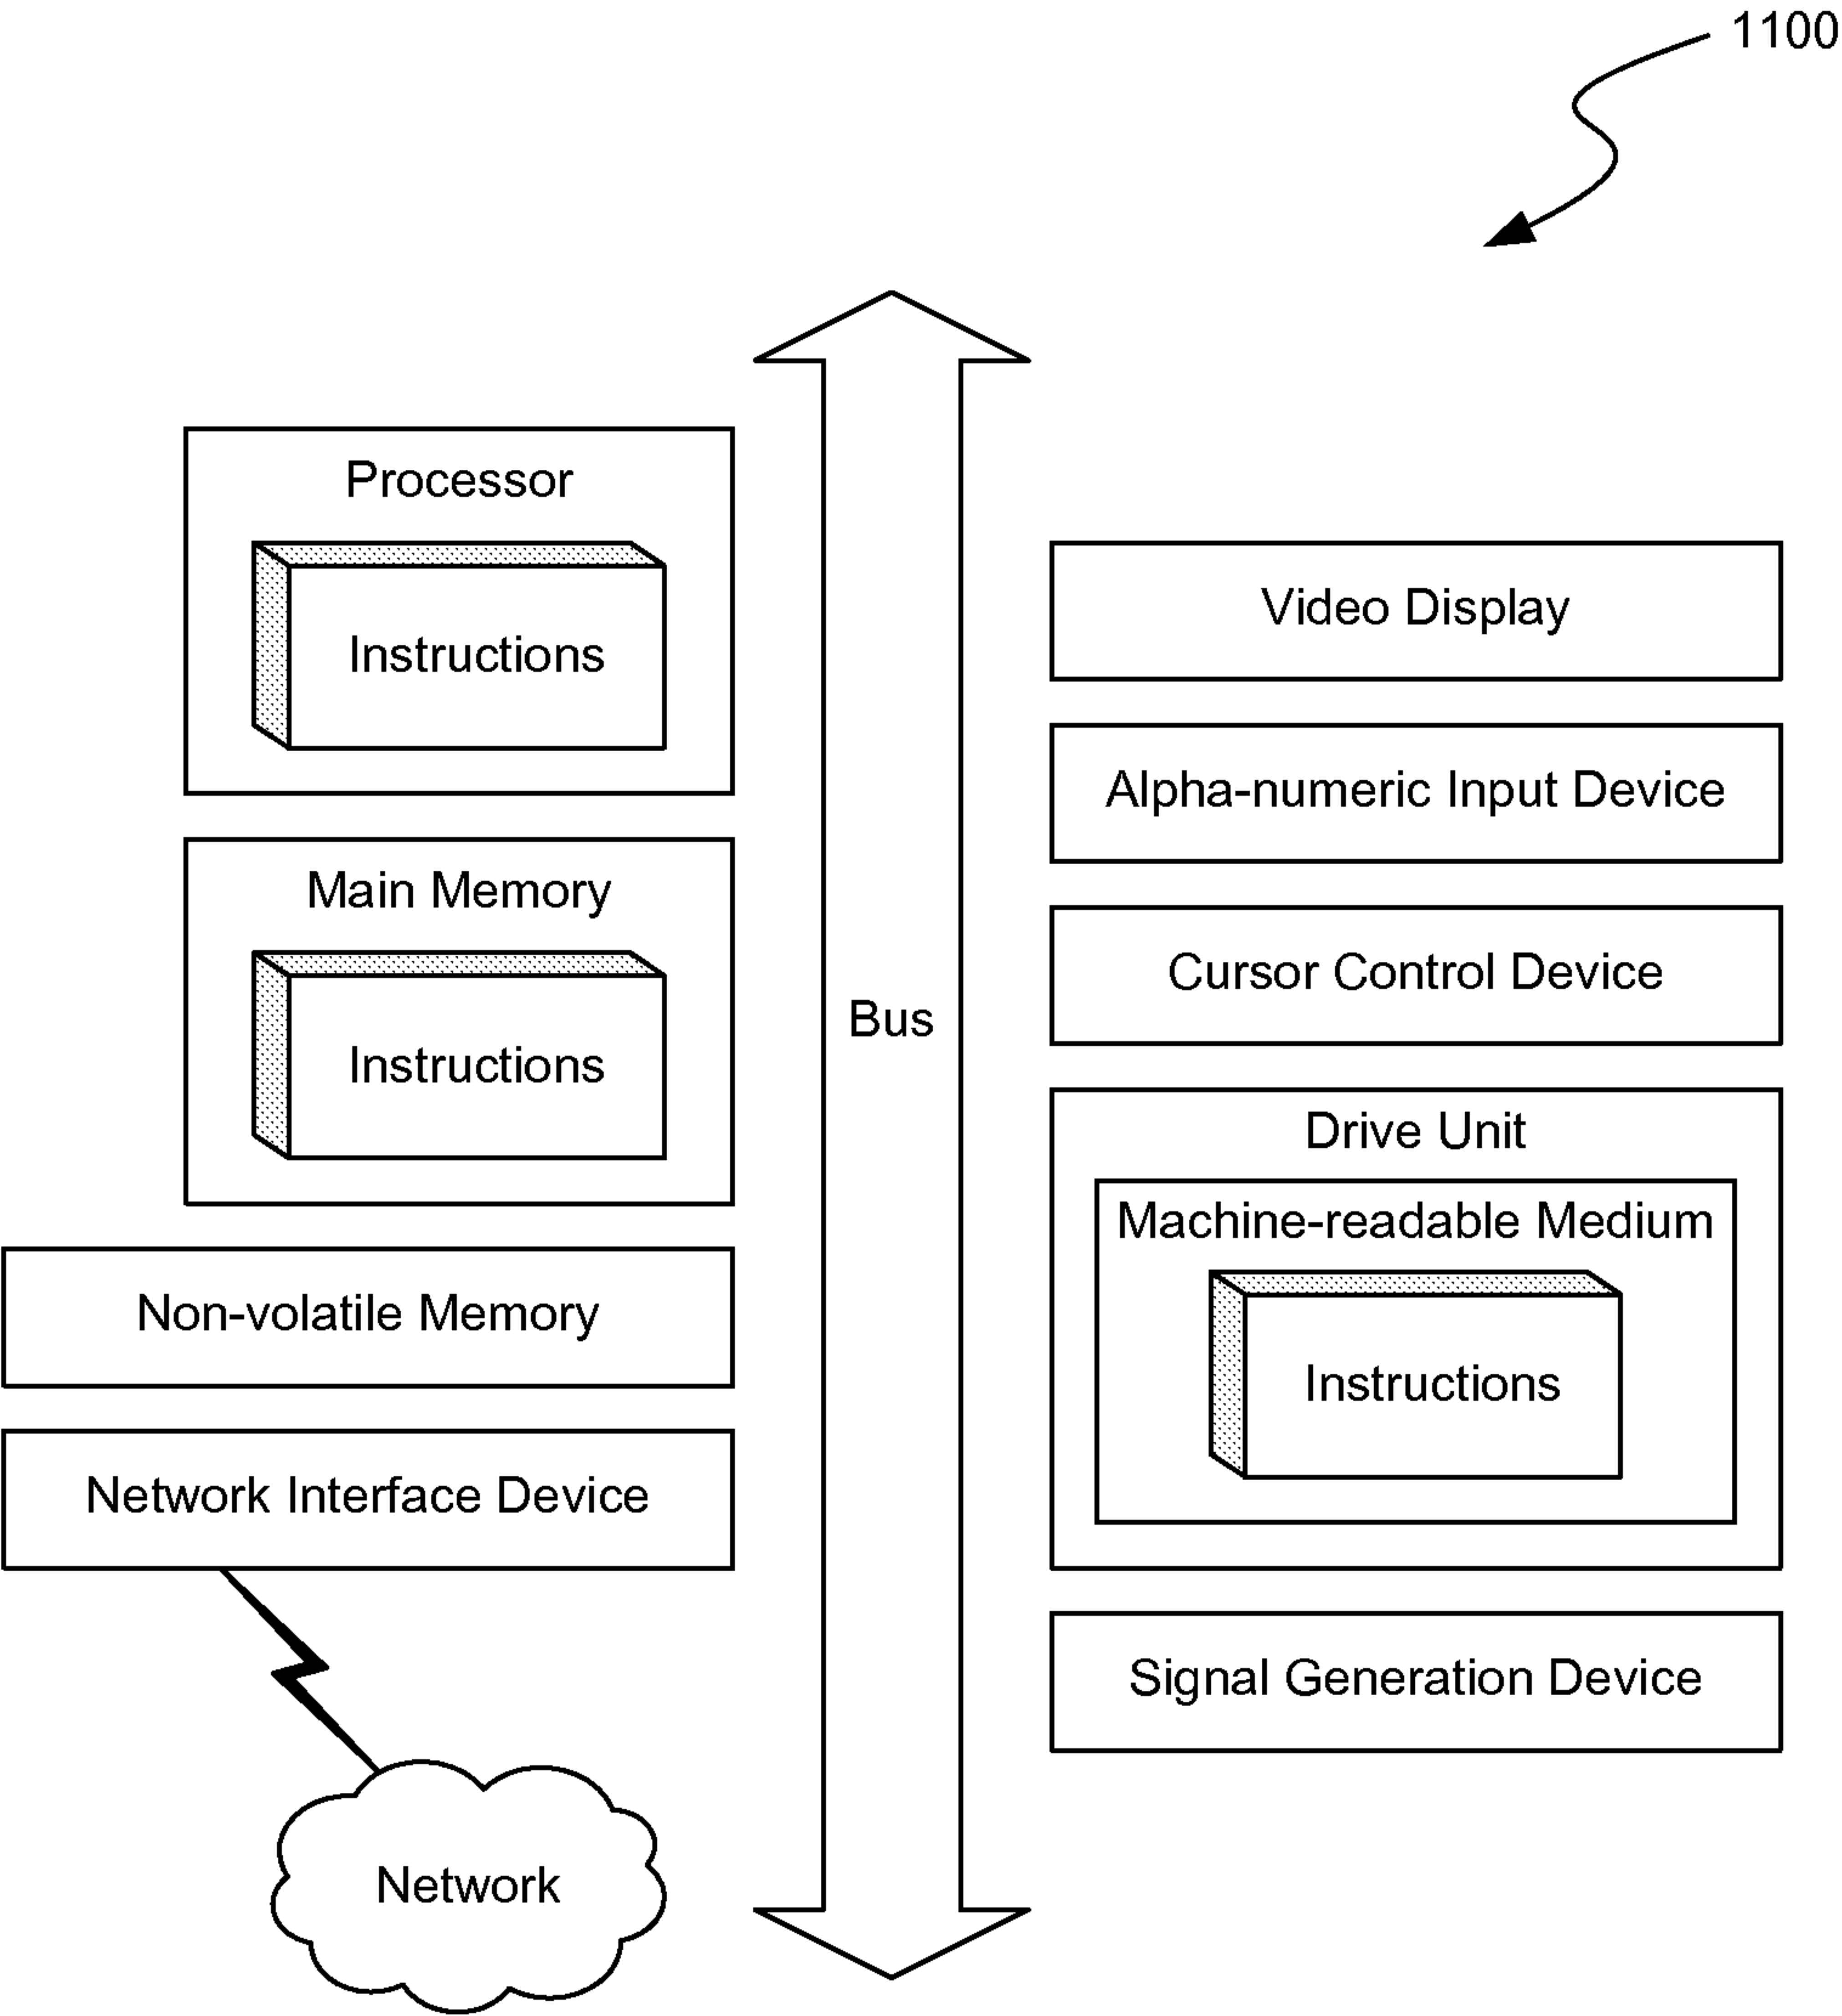 1100
Processor
Instructions
Main Memory
Instructions
Non-volatile Memory
Network Interface Device
Network
Bus
Video Display
Alpha-numeric Input Device
Cursor Control Device
Drive Unit
Machine-readable Medium
Instructions
Signal Generation Device